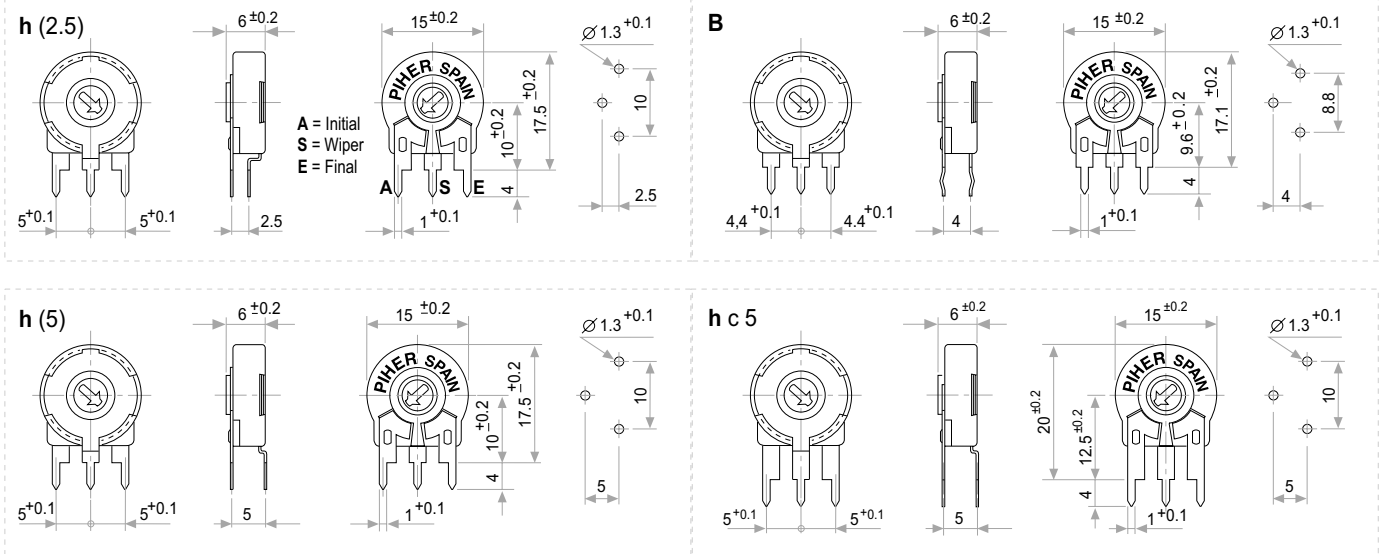 h (2.5)
6 ±0.2
15 ±0.2
Ø 1.3 +0.1
PIHER SPAIN
A = Initial
S = Wiper
E = Final
10 ±0.2
17.5 ±0.2
10
A S E
4
2.5
5 +0.1
5 +0.1
2.5
1 +0.1
B
6 ±0.2
15 ±0.2
Ø 1.3 +0.1
PIHER SPAIN
9.6 ± 0.2
17.1 ±0.2
8.8
4
4
4,4 +0.1
4.4 +0.1
4
1 +0.1
h (5)
6 ±0.2
15 ±0.2
Ø 1.3 +0.1
PIHER SPAIN
10 ±0.2
17.5 ±0.2
10
4
5
5 +0.1
5 +0.1
5
1 +0.1
h c 5
6 ±0.2
15 ±0.2
Ø 1.3 +0.1
PIHER SPAIN
20 ±0.2
12.5 ±0.2
10
4
5
5 +0.1
5 +0.1
5
1 +0.1